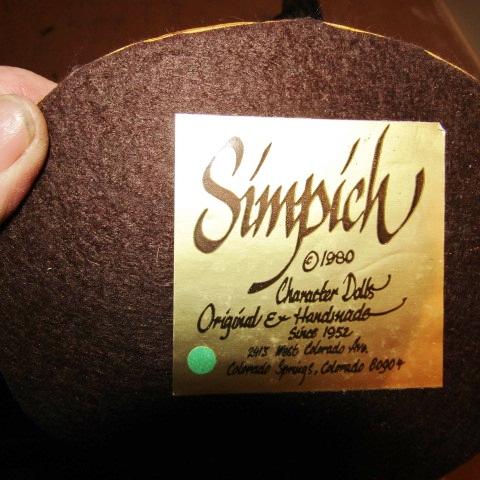 Simpich
©1980
Character Dolls
Original & Handmade
Since 1952
2413 West Colorado Ave.
Colorado Springs, Colorado 80904